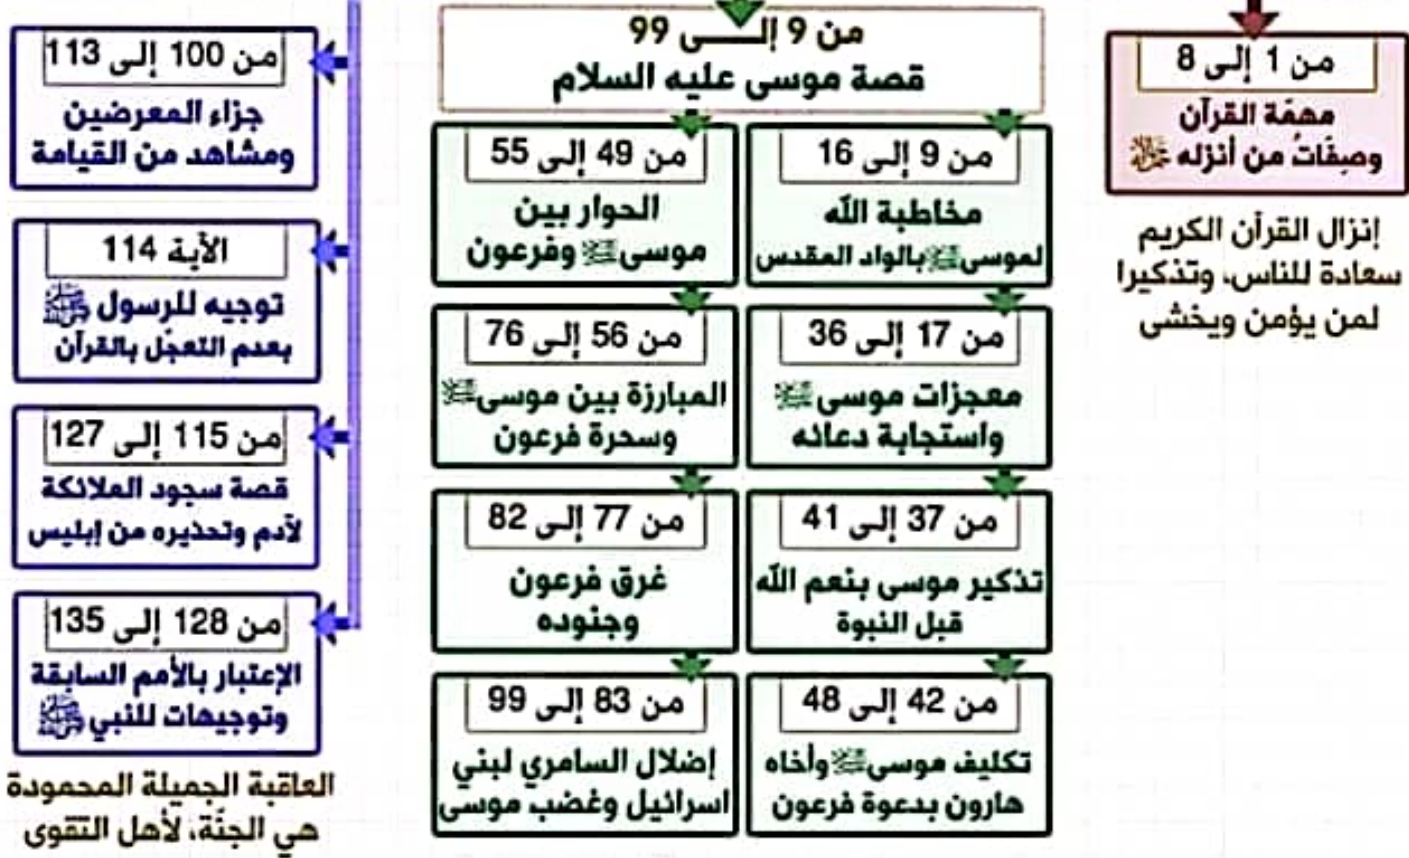 من 1 إلى 8
مهمّة القرآن
وصفات من أنزله ﷻ
إنزال القرآن الكريم
سعادة للناس، وتذكيرا
لمن يؤمن ويخشى
من 9 إلـــى 99
قصة موسى عليه السلام
من 9 إلى 16
مخاطبة الله
لموسى ﷺ بالواد المقدس
من 17 إلى 36
معجزات موسى ﷺ
واستجابة دعائه
من 37 إلى 41
تذكير موسى بنعم الله
قبل النبوة
من 42 إلى 48
تكليف موسى ﷺ وأخاه
هارون بدعوة فرعون
من 49 إلى 55
الحوار بين
موسى ﷺ وفرعون
من 56 إلى 76
المبارزة بين موسى ﷺ
وسحرة فرعون
من 77 إلى 82
غرق فرعون
وجنوده
من 83 إلى 99
إضلال السامري لبني
اسرائيل وغضب موسى
من 100 إلى 113
جزاء المعرضين
ومشاهد من القيامة
الآية 114
توجيه للرسول ﷺ
بعدم التعجّل بالقرآن
من 115 إلى 127
قصة سجود الملائكة
لآدم وتحذيره من إبليس
من 128 إلى 135
الإعتبار بالأمم السابقة
وتوجيهات للنبي ﷺ
العاقبة الجميلة المحمودة
هي الجنّة، لأهل التقوى